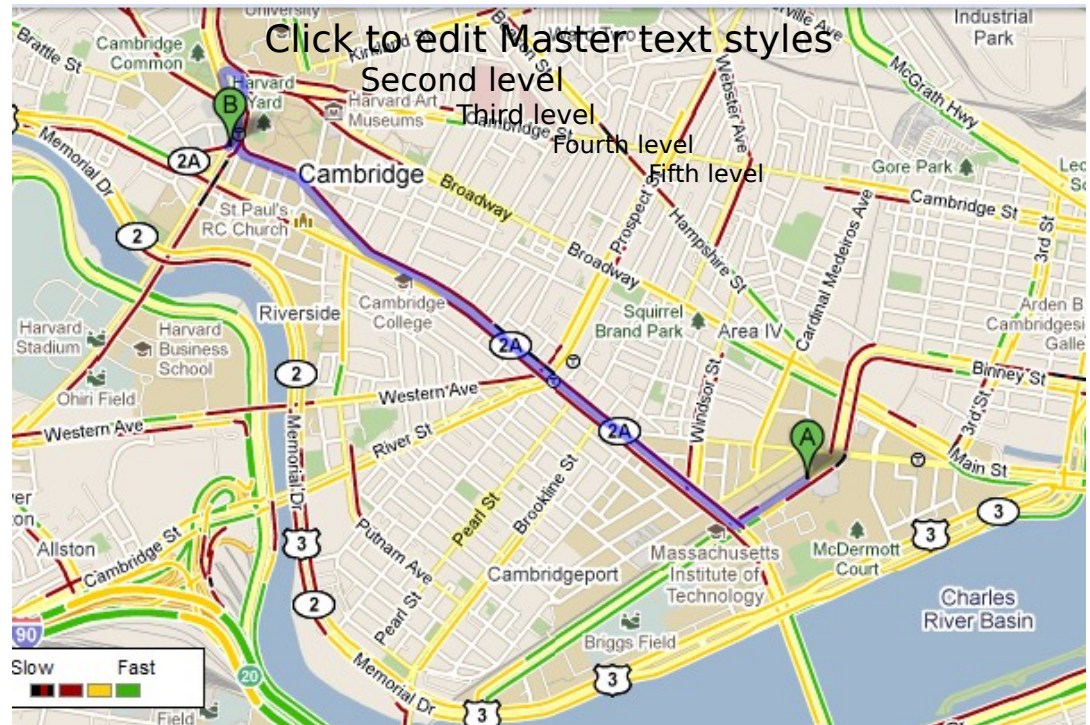 Click to edit Master text styles
Second level
Third level
Fourth level
Fifth level
University
Industrial
Park
Brattle St
Cambridge
Common
Kirkland St
McGrath Hwy
Webster Ave
Harvard
Yard
B
Harvard Art
Museums
Cambridge St
Memorial Dr
2A
Cambridge
Gore Park
Cambridge St
Broadway
St Paul's
RC Church
Prospect St
Hampshire St
Cardinal Medeiros Ave
3rd St
2
Broadway
Riverside
Cambridge
College
Squirrel
Brand Park
Area IV
Arden B
Harvard
Stadium
Harvard
Business
School
2A
Binney St
2
Ohiri Field
Western Ave
Windsor St
3rd St
Western Ave
River St
2A
A
Main St
Memorial Dr
Pearl St
Brookline St
3
3
3
Allston
Cambridge St
Putnam Ave
Massachusetts
Institute of
Technology
McDermott
Court
Cambridgeport
2
Pearl St
Charles
River Basin
90
Briggs Field
Slow
Fast
20
Memorial Dr
3
3
Field